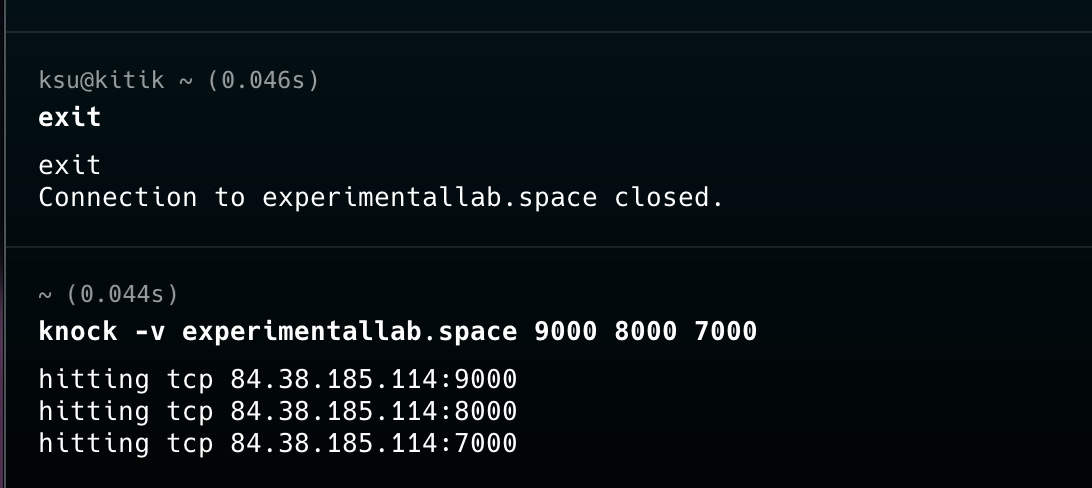 ksu@kitik ~ (0.046s)
exit
exit
Connection to experimentallab.space closed.
~ (0.044s)
knock -v experimentallab.space 9000 8000 7000
hitting tcp 84.38.185.114:9000
hitting tcp 84.38.185.114:8000
hitting tcp 84.38.185.114:7000